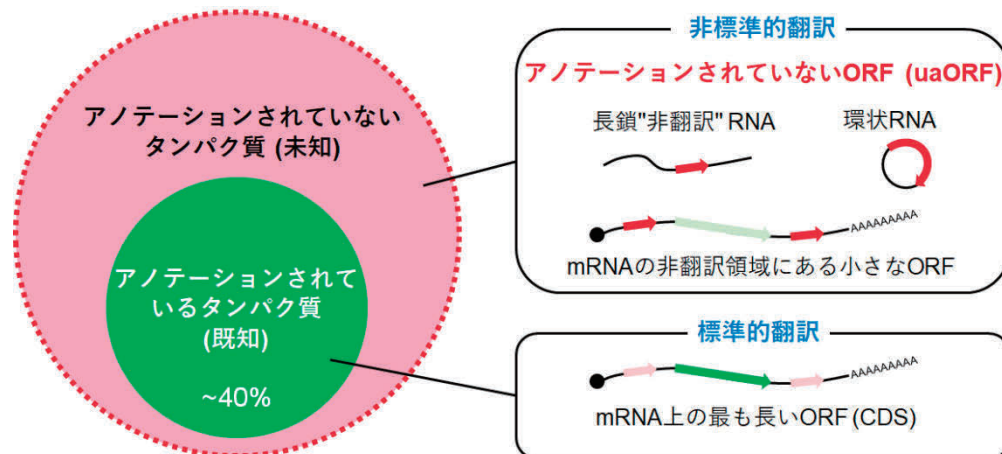 アノテーションされていない
タンパク質 (未知)
アノテーションされて
いるタンパク質
(既知)
~40%
非標準的翻訳
アノテーションされていないORF (uaORF)
長鎖"非翻訳" RNA
環状RNA
AAAAAAAAA
mRNAの非翻訳領域にある小さなORF
標準的翻訳
AAAAAAAAA
mRNA上の最も長いORF (CDS)